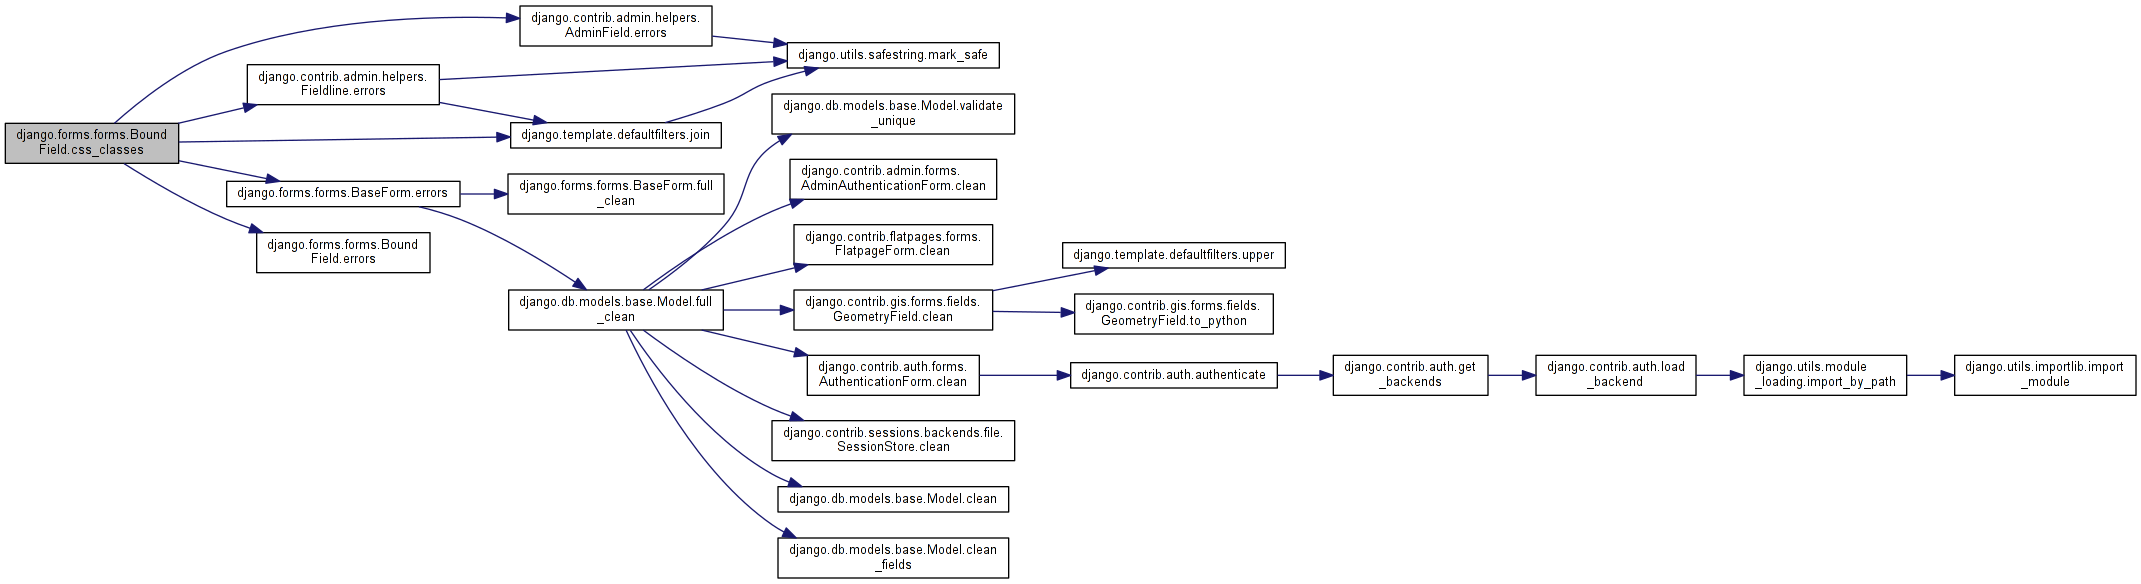 django.forms.forms.Bound
Field.css_classes
django.contrib.admin.helpers.
AdminField.errors
django.contrib.admin.helpers.
Fieldline.errors
django.utils.safestring.mark_safe
django.template.defaultfilters.join
django.forms.forms.BaseForm.errors
django.forms.forms.Bound
Field.errors
django.forms.forms.BaseForm.full
_clean
django.db.models.base.Model.full
_clean
django.db.models.base.Model.validate
_unique
django.contrib.admin.forms.
AdminAuthenticationForm.clean
django.contrib.flatpages.forms.
FlatpageForm.clean
django.contrib.gis.forms.fields.
GeometryField.clean
django.contrib.auth.forms.
AuthenticationForm.clean
django.contrib.sessions.backends.file.
SessionStore.clean
django.db.models.base.Model.clean
django.db.models.base.Model.clean
_fields
django.template.defaultfilters.upper
django.contrib.gis.forms.fields.
GeometryField.to_python
django.contrib.auth.authenticate
django.contrib.auth.get
_backends
django.contrib.auth.load
_backend
django.utils.module
_loading.import_by_path
django.utils.importlib.import
_module